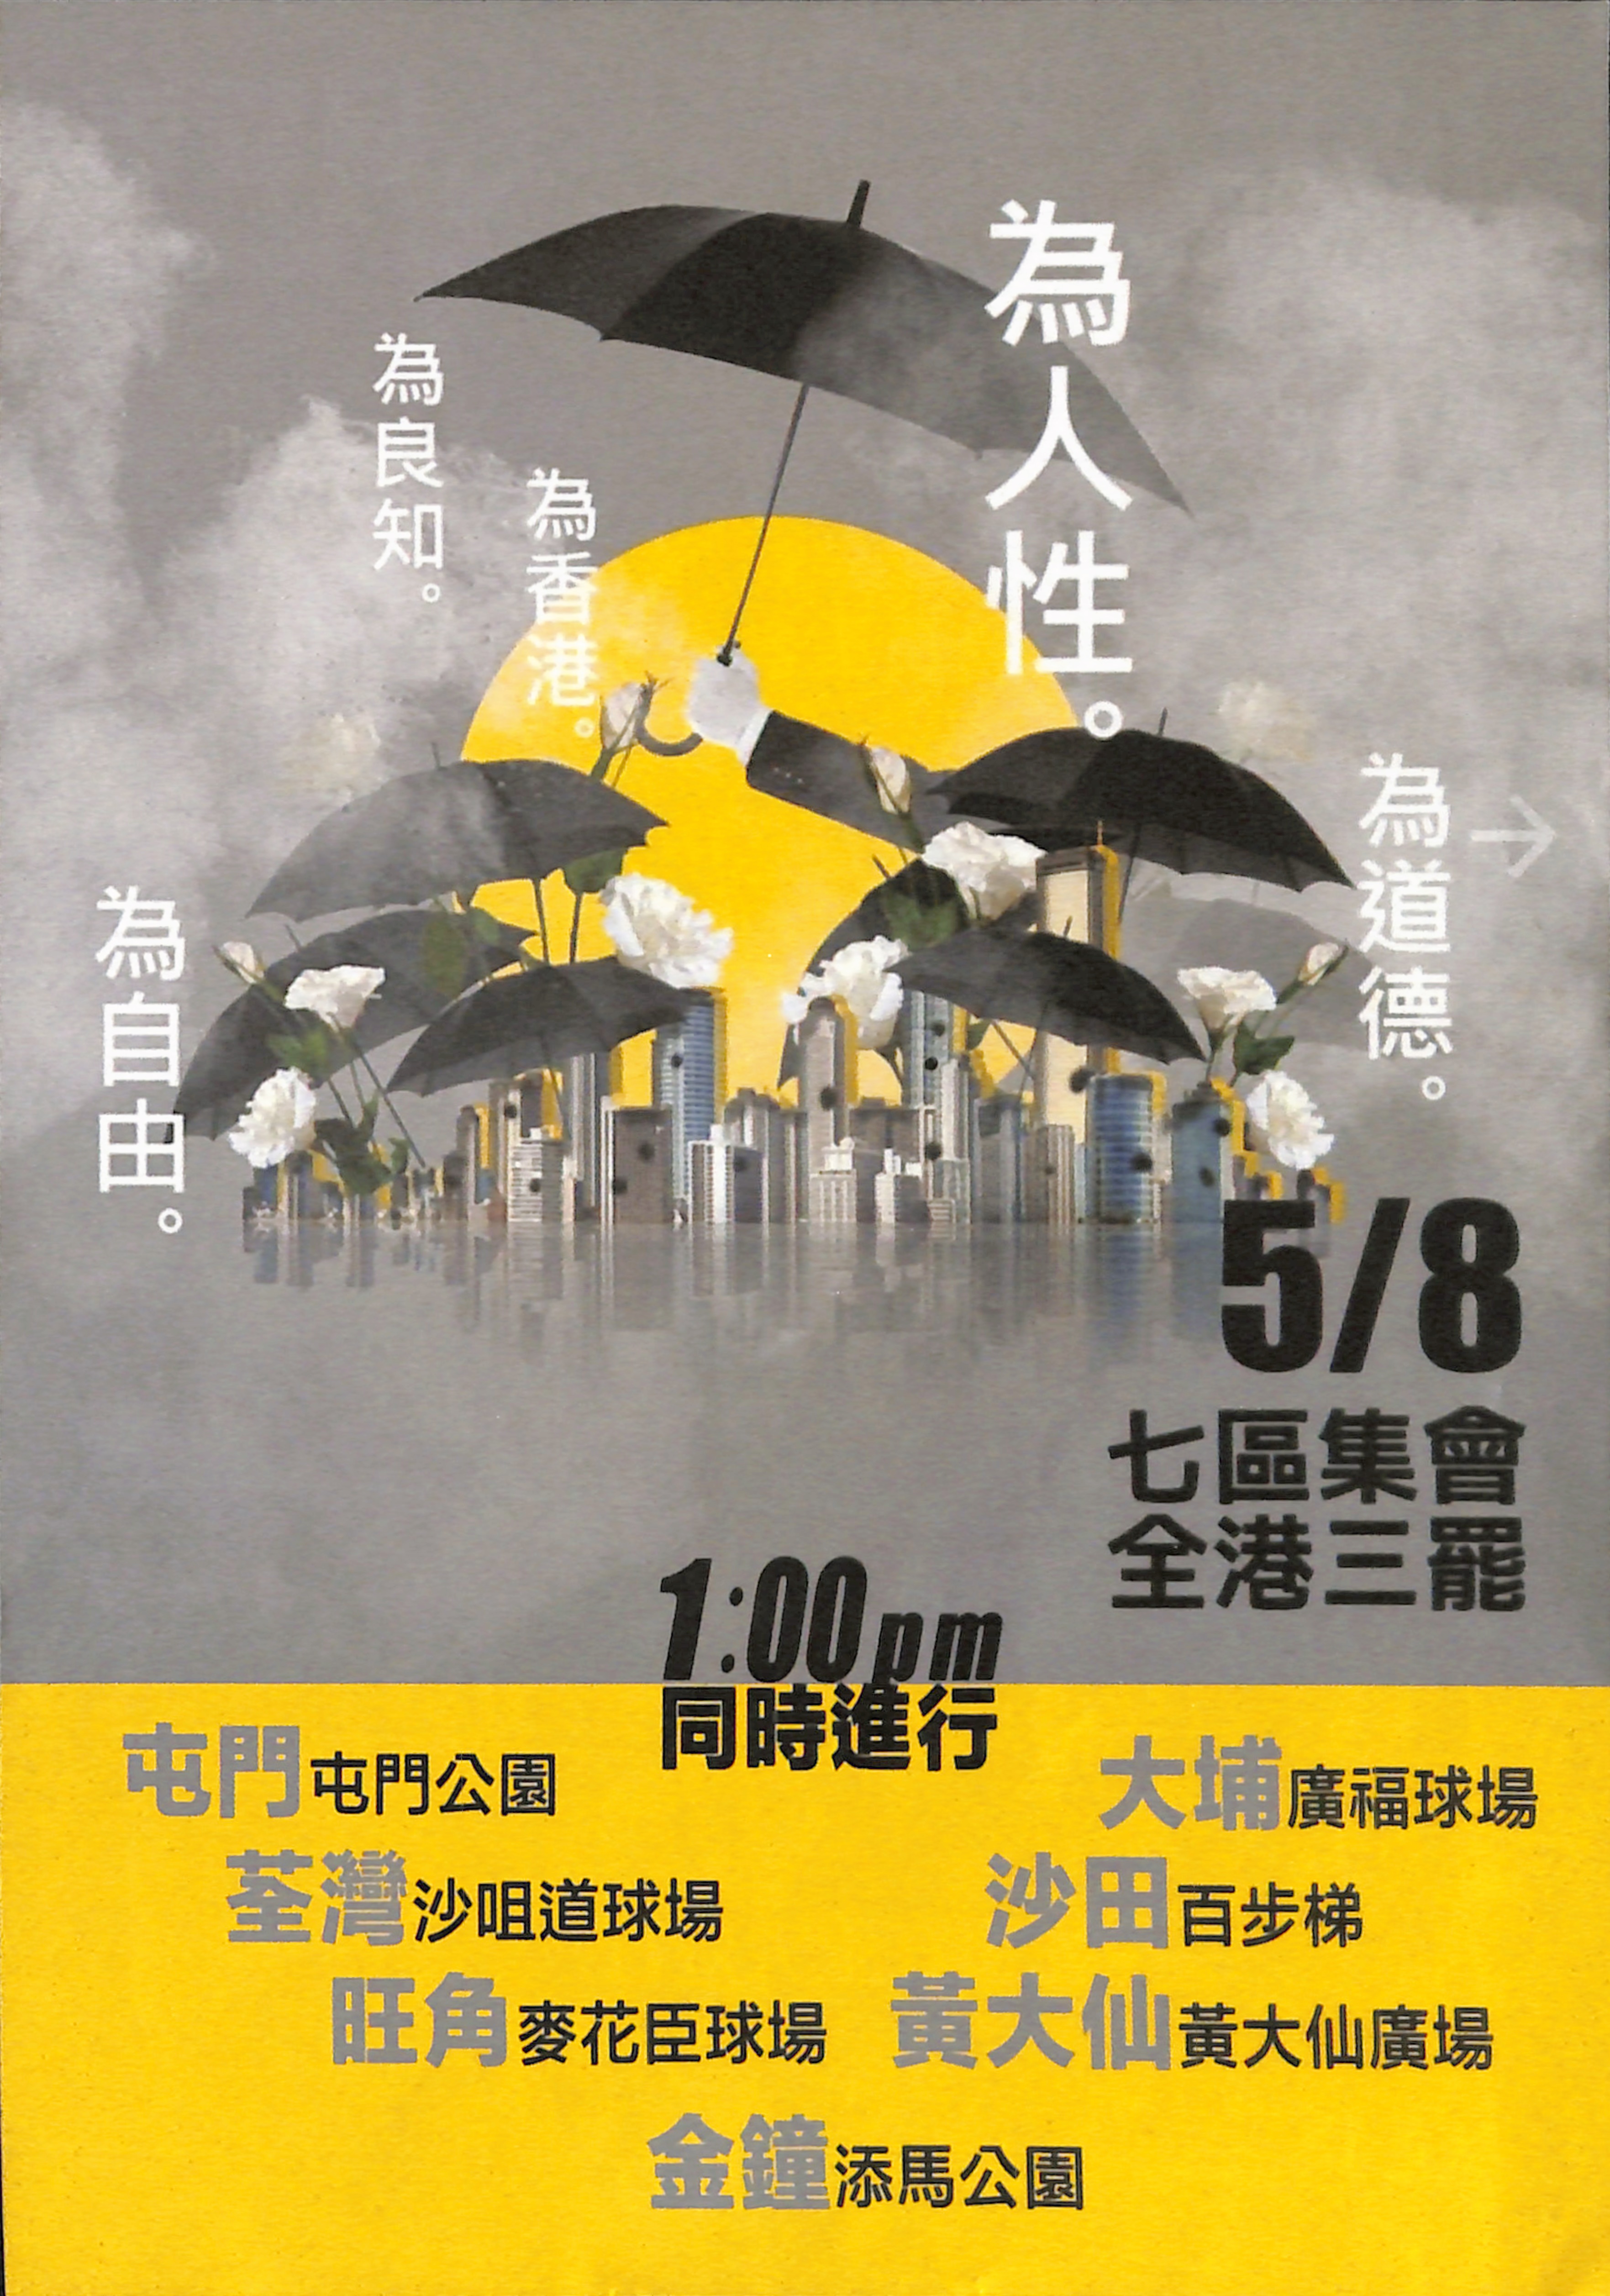 為人性。
為良知。
為香港。
為道德。
為自由。
5/8
七區集會
全港三罷
1:00pm
同時進行
屯門屯門公園
大埔廣福球場
荃灣沙咀道球場
沙田百步梯
旺角麥花臣球場
黃大仙黃大仙廣場
金鐘添馬公園